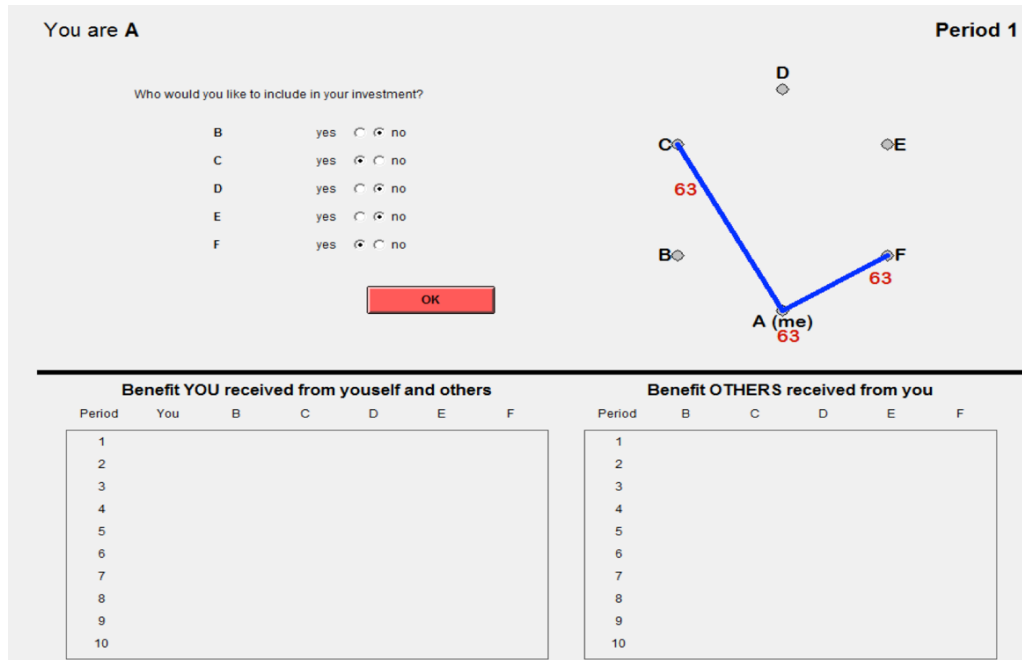 You are A
Period 1
Who would you like to include in your investment?
B yes no
C yes no
D yes no
E yes no
F yes no
OK
D
C
E
63
B
F
63
A (me)
63
Benefit YOU received from youself and others
Period You B C D E F
1
2
3
4
5
6
7
8
9
10
Benefit OTHERS received from you
Period B C D E F
1
2
3
4
5
6
7
8
9
10